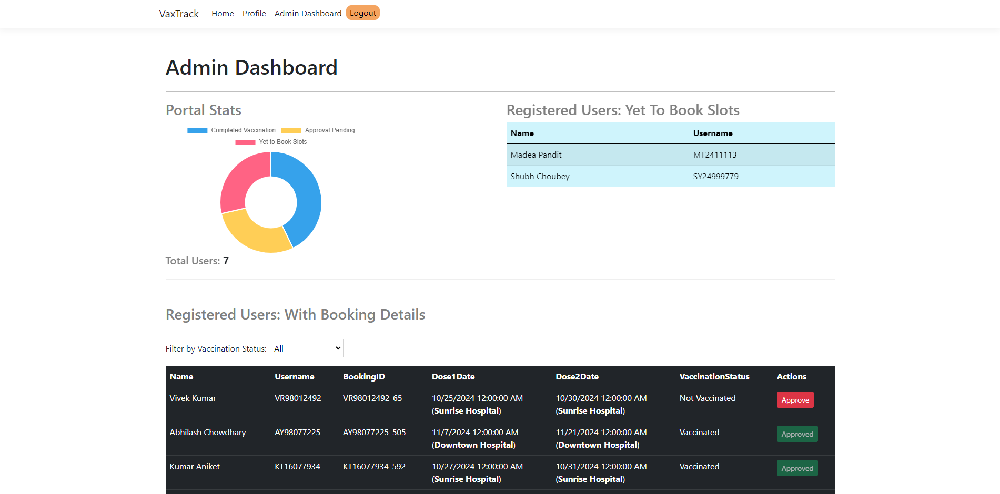 VaxTrack Home Profile Admin Dashboard Logout
Admin Dashboard
Portal Stats
Completed Vaccination Approval Pending
Yet to Book Slots
Total Users: 7
Registered Users: Yet To Book Slots
Name Username
Madea Pandit MT2411113
Shubh Choubey SY24999779
Registered Users: With Booking Details
Filter by Vaccination Status: All
Name Username BookingID Dose1Date Dose2Date VaccinationStatus Actions
Vivek Kumar VR98012492 VR98012492_65 10/25/2024 12:00:00 AM 10/30/2024 12:00:00 AM Not Vaccinated Approve
(Sunrise Hospital) (Sunrise Hospital)
Abhilash Chowdhary AY98077225 AY98077225_505 11/7/2024 12:00:00 AM 11/21/2024 12:00:00 AM Vaccinated Approved
(Downtown Hospital) (Downtown Hospital)
Kumar Aniket KT16077934 KT16077934_592 10/27/2024 12:00:00 AM 10/31/2024 12:00:00 AM Vaccinated Approved
(Sunrise Hospital) (Sunrise Hospital)